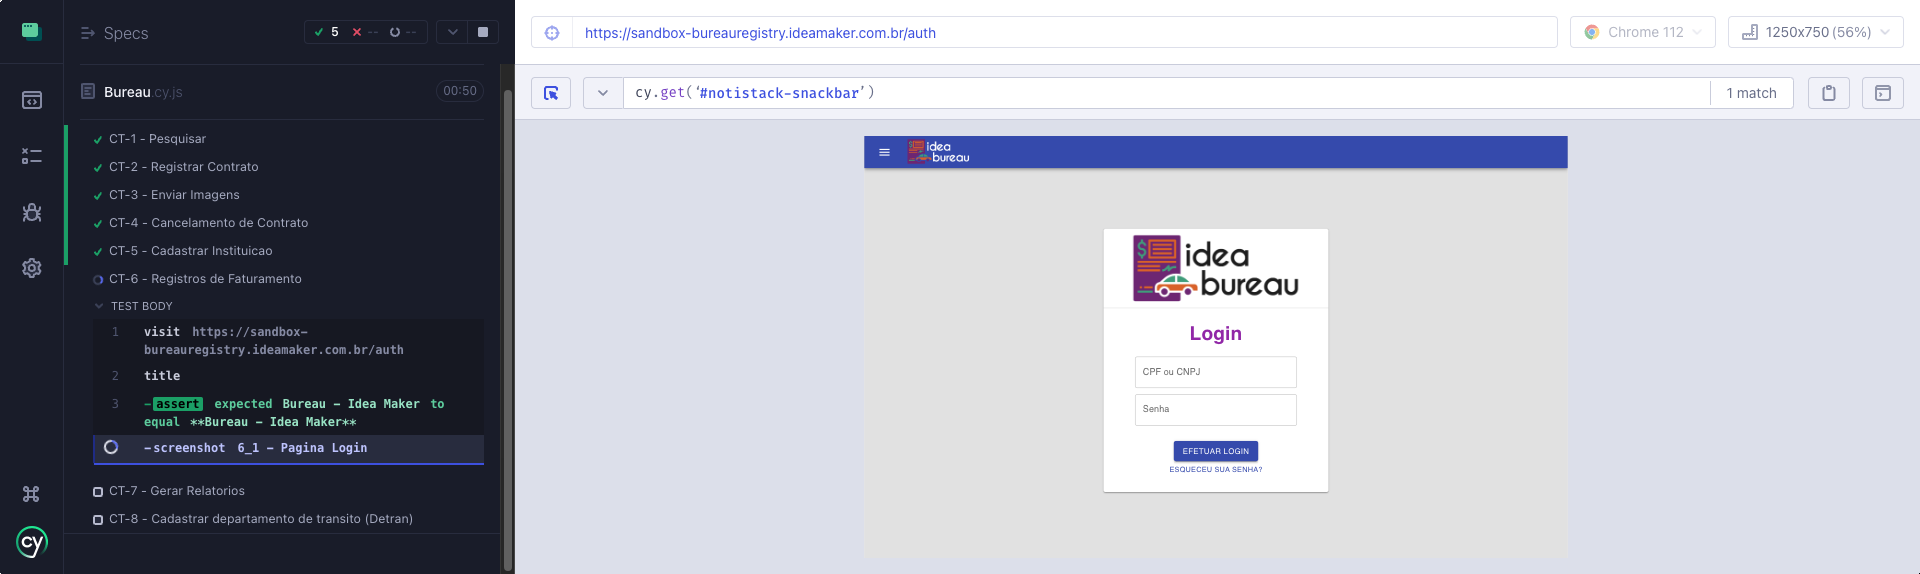 Specs
5 -- --
Bureau.cy.js 00:50
CT-1 - Pesquisar
CT-2 - Registrar Contrato
CT-3 - Enviar Imagens
CT-4 - Cancelamento de Contrato
CT-5 - Cadastrar Instituicao
CT-6 - Registros de Faturamento
TEST BODY
1 visit https://sandbox-
bureauregistry.ideamaker.com.br/auth
2 title
3 -assert expected Bureau - Idea Maker to
equal **Bureau - Idea Maker**
-screenshot 6_1 - Pagina Login
CT-7 - Gerar Relatorios
CT-8 - Cadastrar departamento de transito (Detran)
cy
https://sandbox-bureauregistry.ideamaker.com.br/auth
Chrome 112
1250x750 (56%)
cy.get('#notistack-snackbar')
1 match
idea
bureau
idea
bureau
Login
CPF ou CNPJ
Senha
EFETUAR LOGIN
ESQUECEU SUA SENHA?